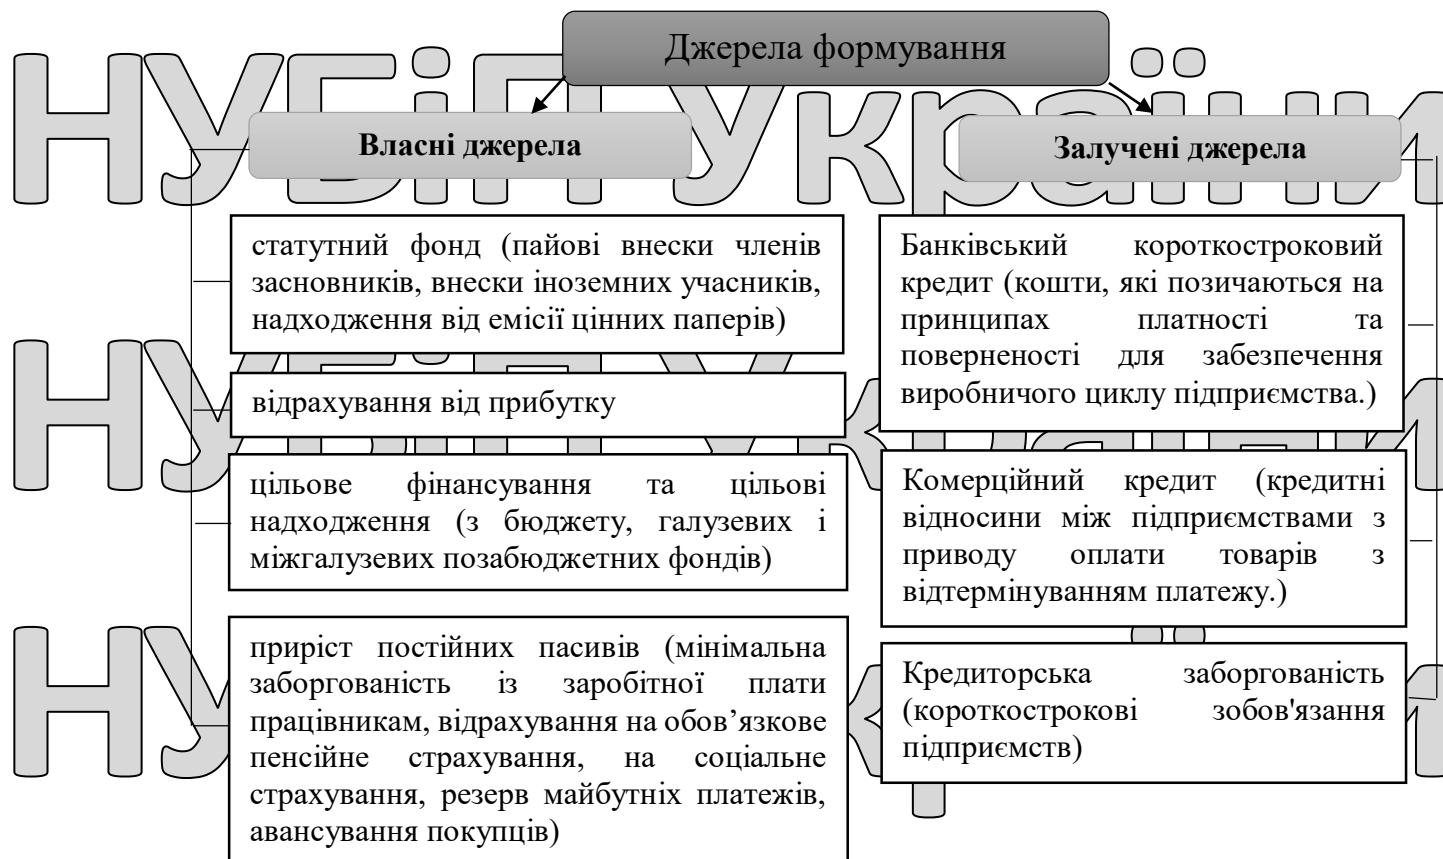 Джерела формування
НУБіП України
Власні джерела
статутний фонд (пайові внески членів
засновників, внески іноземних учасників,
надходження від емісії цінних паперів)
відрахування від прибутку
цільове фінансування та цільові
надходження (з бюджету, галузевих і
міжгалузевих позабюджетних фондів)
приріст постійних пасивів (мінімальна
заборгованість із заробітної плати
працівникам, відрахування на обов’язкове
пенсійне страхування, на соціальне
страхування, резерв майбутніх платежів,
авансування покупців)
Залучені джерела
Банківський короткостроковий
кредит (кошти, які позичаються на
принципах платності та
поверненості для забезпечення
виробничого циклу підприємства.)
Комерційний кредит (кредитні
відносини між підприємствами з
приводу оплати товарів з
відтермінуванням платежу.)
Кредиторська заборгованість
(короткострокові зобов'язання
підприємств)
НУБіП України
НУБіП України